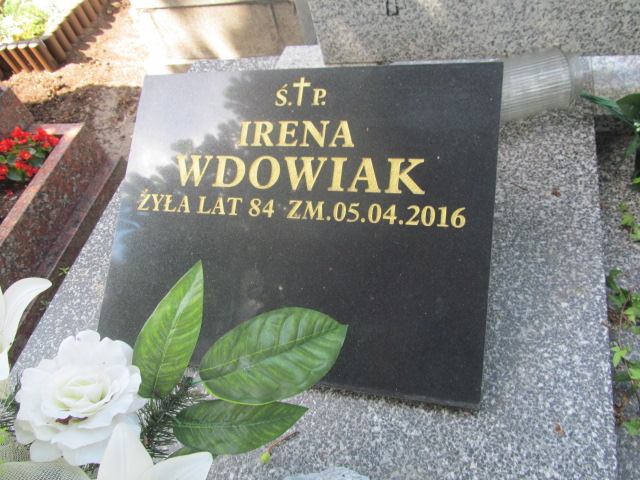 Ś.†P.
IRENA
WDOWIAK
ŻYŁA LAT 84 ZM.05.04.2016